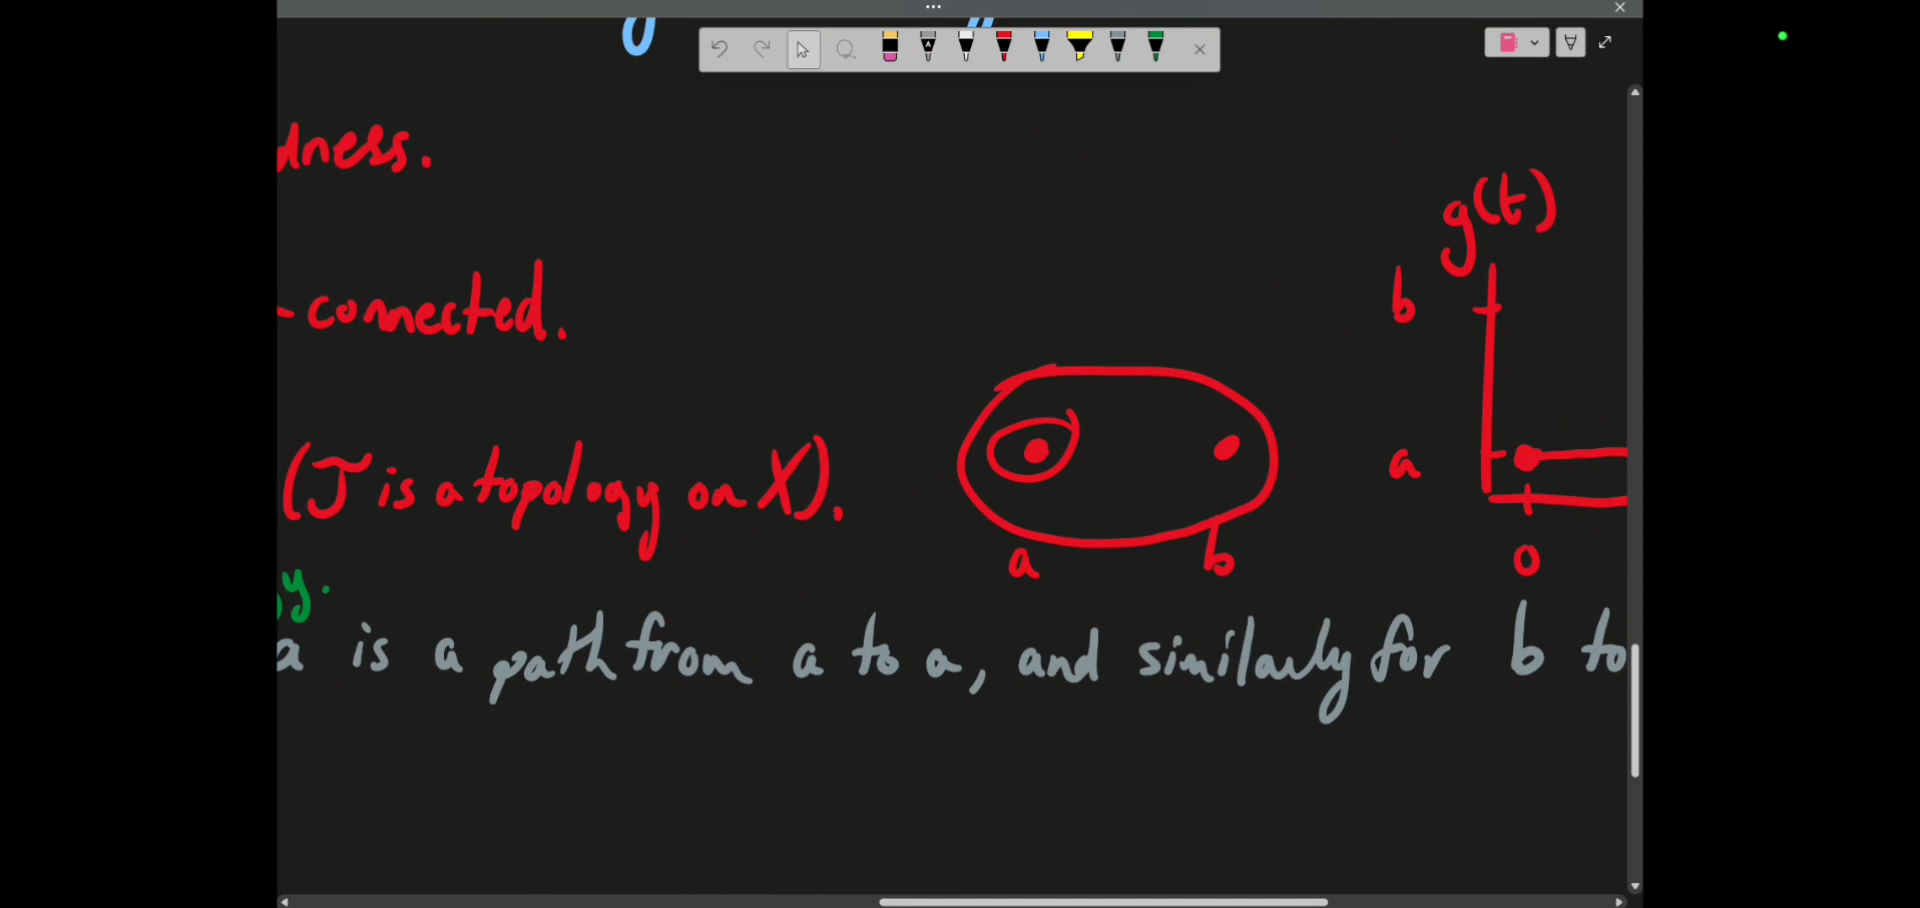 dness.
g(t)
b
-connected.
(J is a topology on X).
a
a
b
0
y.
a is a path from a to a, and similarly for b to